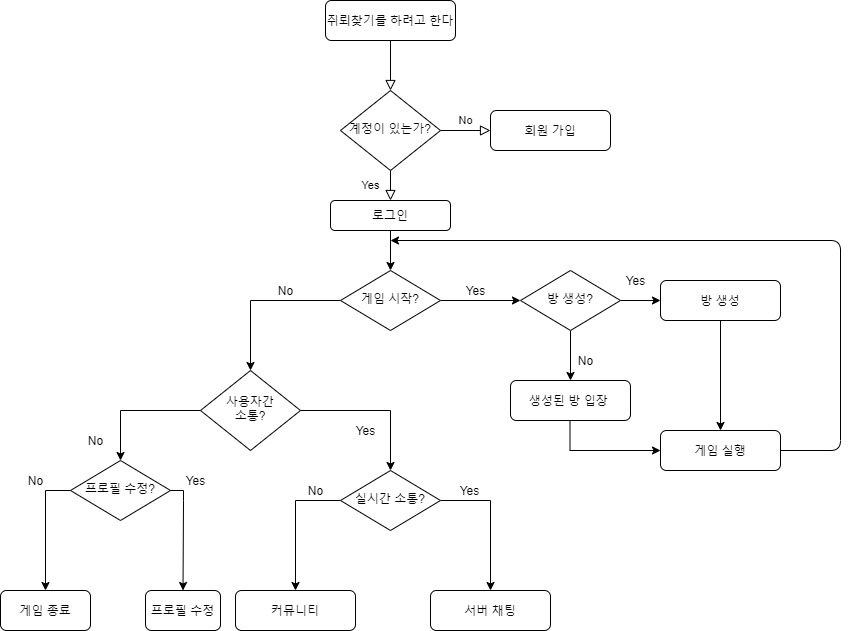 쥐뢰찾기를 하려고 한다
계정이 있는가?
No
회원 가입
Yes
로그인
No
게임 시작?
Yes
방 생성?
Yes
방 생성
No
생성된 방 입장
게임 실행
사용자간
소통?
No
Yes
No
프로필 수정?
Yes
No
실시간 소통?
Yes
게임 종료
프로필 수정
커뮤니티
서버 채팅